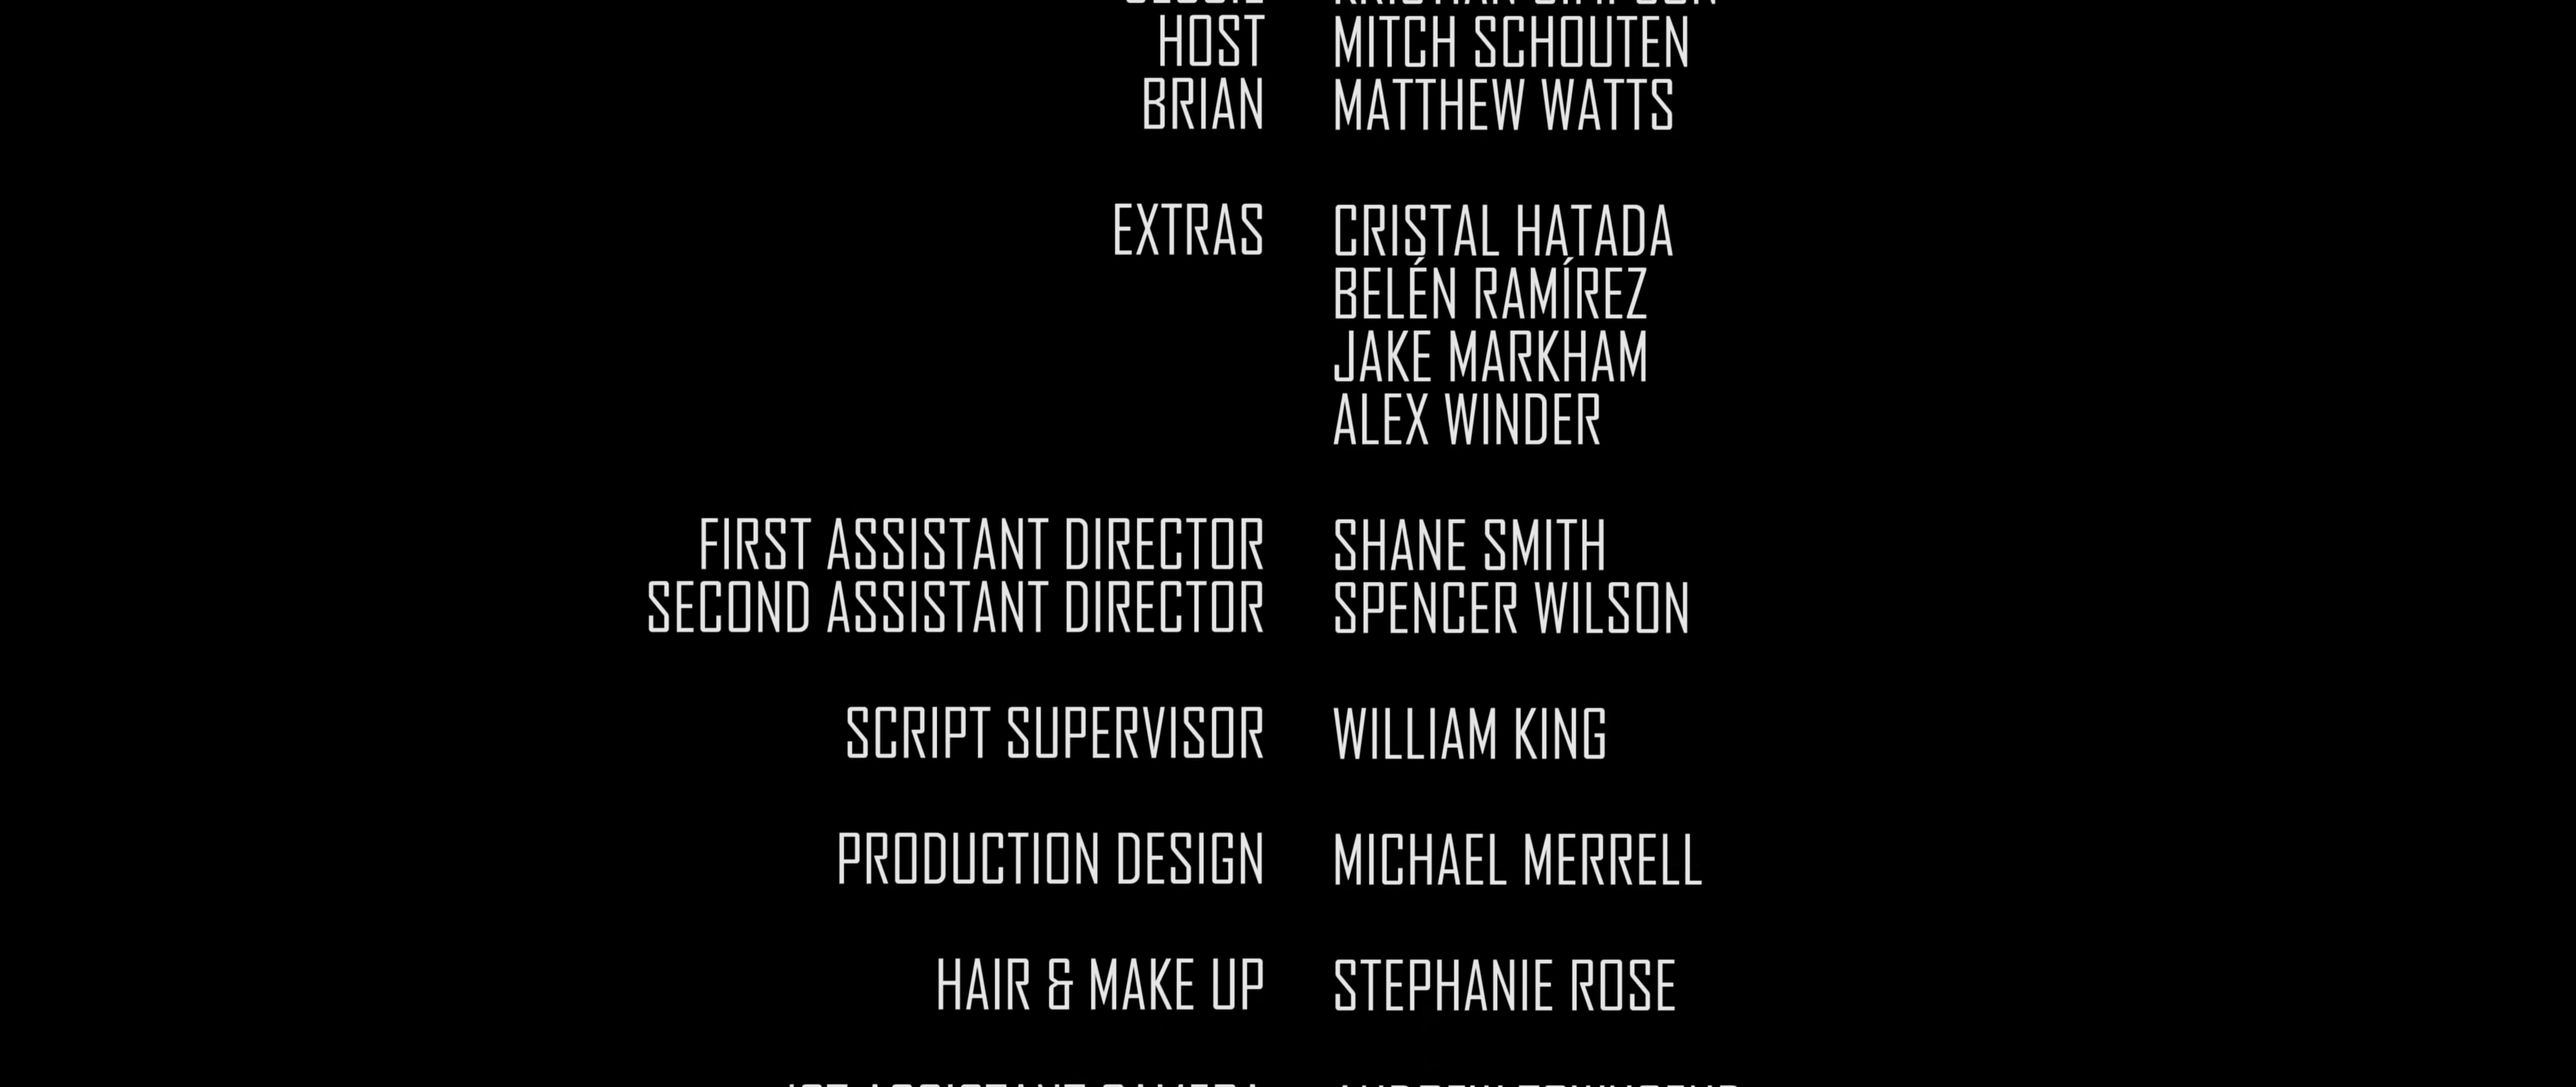 HOST MITCH SCHOUTEN
BRIAN MATTHEW WATTS
EXTRAS CRISTAL HATADA
BELÉN RAMÍREZ
JAKE MARKHAM
ALEX WINDER
FIRST ASSISTANT DIRECTOR SHANE SMITH
SECOND ASSISTANT DIRECTOR SPENCER WILSON
SCRIPT SUPERVISOR WILLIAM KING
PRODUCTION DESIGN MICHAEL MERRELL
HAIR & MAKE UP STEPHANIE ROSE